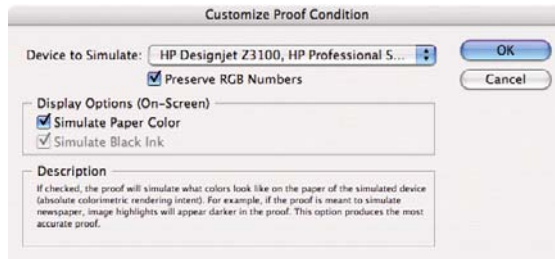 Customize Proof Condition
Device to Simulate: HP Designjet Z3100, HP Professional S...
OK
Preserve RGB Numbers
Cancel
Display Options (On-Screen)
Simulate Paper Color
Simulate Black Ink
Description
If checked, the proof will simulate what colors look like on the paper of the simulated device
(absolute colorimetric rendering intent). For example, if the proof is meant to simulate
newspaper, image highlights will appear darker in the proof. This option produces the most
accurate proof.